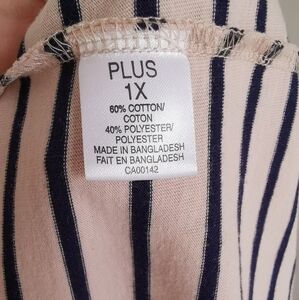 PLUS
1X
60% COTTON/
COTON
40% POLYESTER/
POLYESTER
MADE IN BANGLADESH
FAIT EN BANGLADESH
CA00142